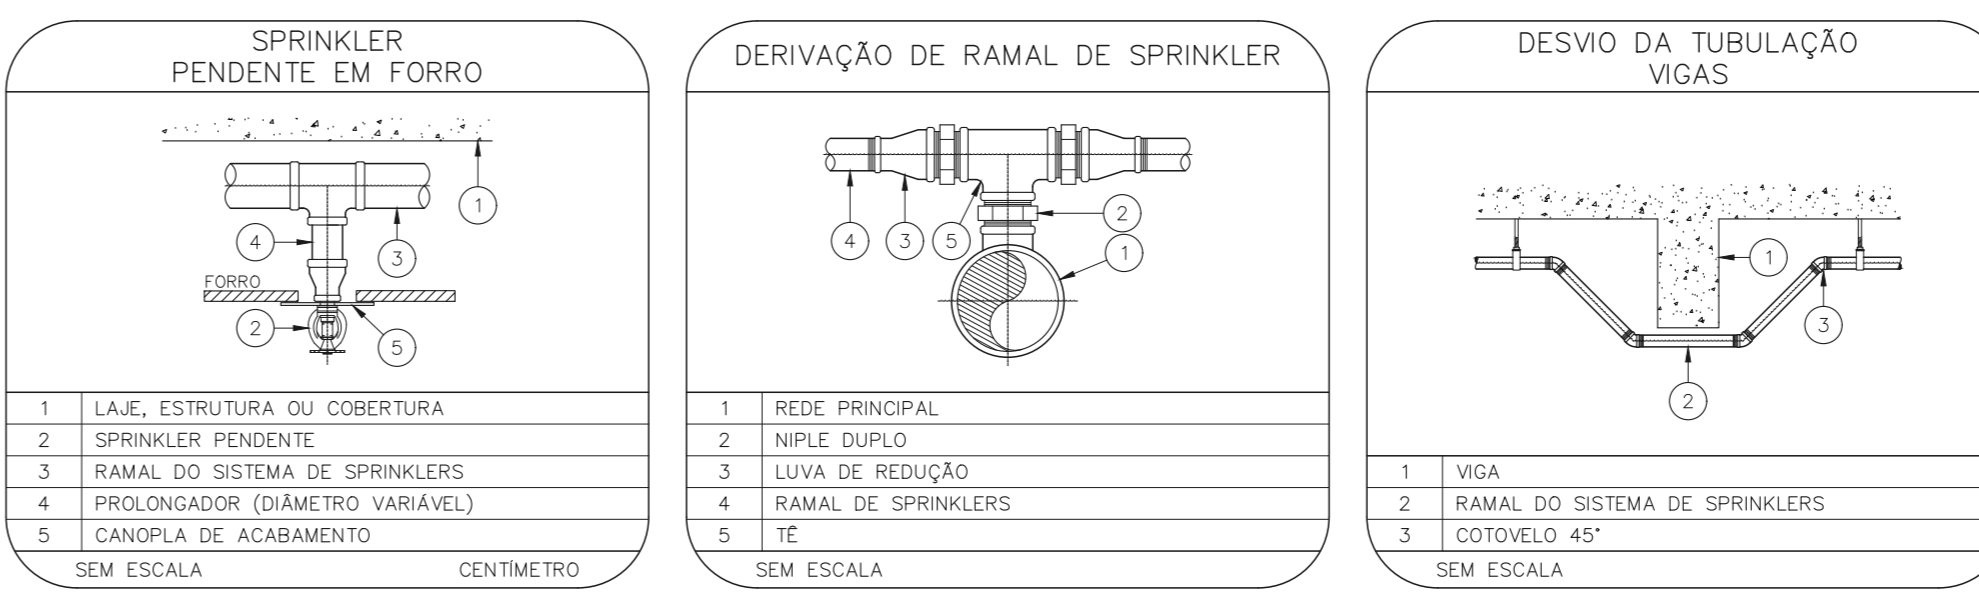 SPRINKLER
PENDENTE EM FORRO
1
4
3
FORRO
2
5
1 LAJE, ESTRUTURA OU COBERTURA
2 SPRINKLER PENDENTE
3 RAMAL DO SISTEMA DE SPRINKLERS
4 PROLONGADOR (DIÂMETRO VARIÁVEL)
5 CANOPLA DE ACABAMENTO
SEM ESCALA CENTÍMETRO
DERIVAÇÃO DE RAMAL DE SPRINKLER
2
4 3 5
1
1 REDE PRINCIPAL
2 NIPLE DUPLO
3 LUVA DE REDUÇÃO
4 RAMAL DE SPRINKLERS
5 TÊ
SEM ESCALA
DESVIO DA TUBULAÇÃO
VIGAS
1
3
2
1 VIGA
2 RAMAL DO SISTEMA DE SPRINKLERS
3 COTOVELO 45°
SEM ESCALA